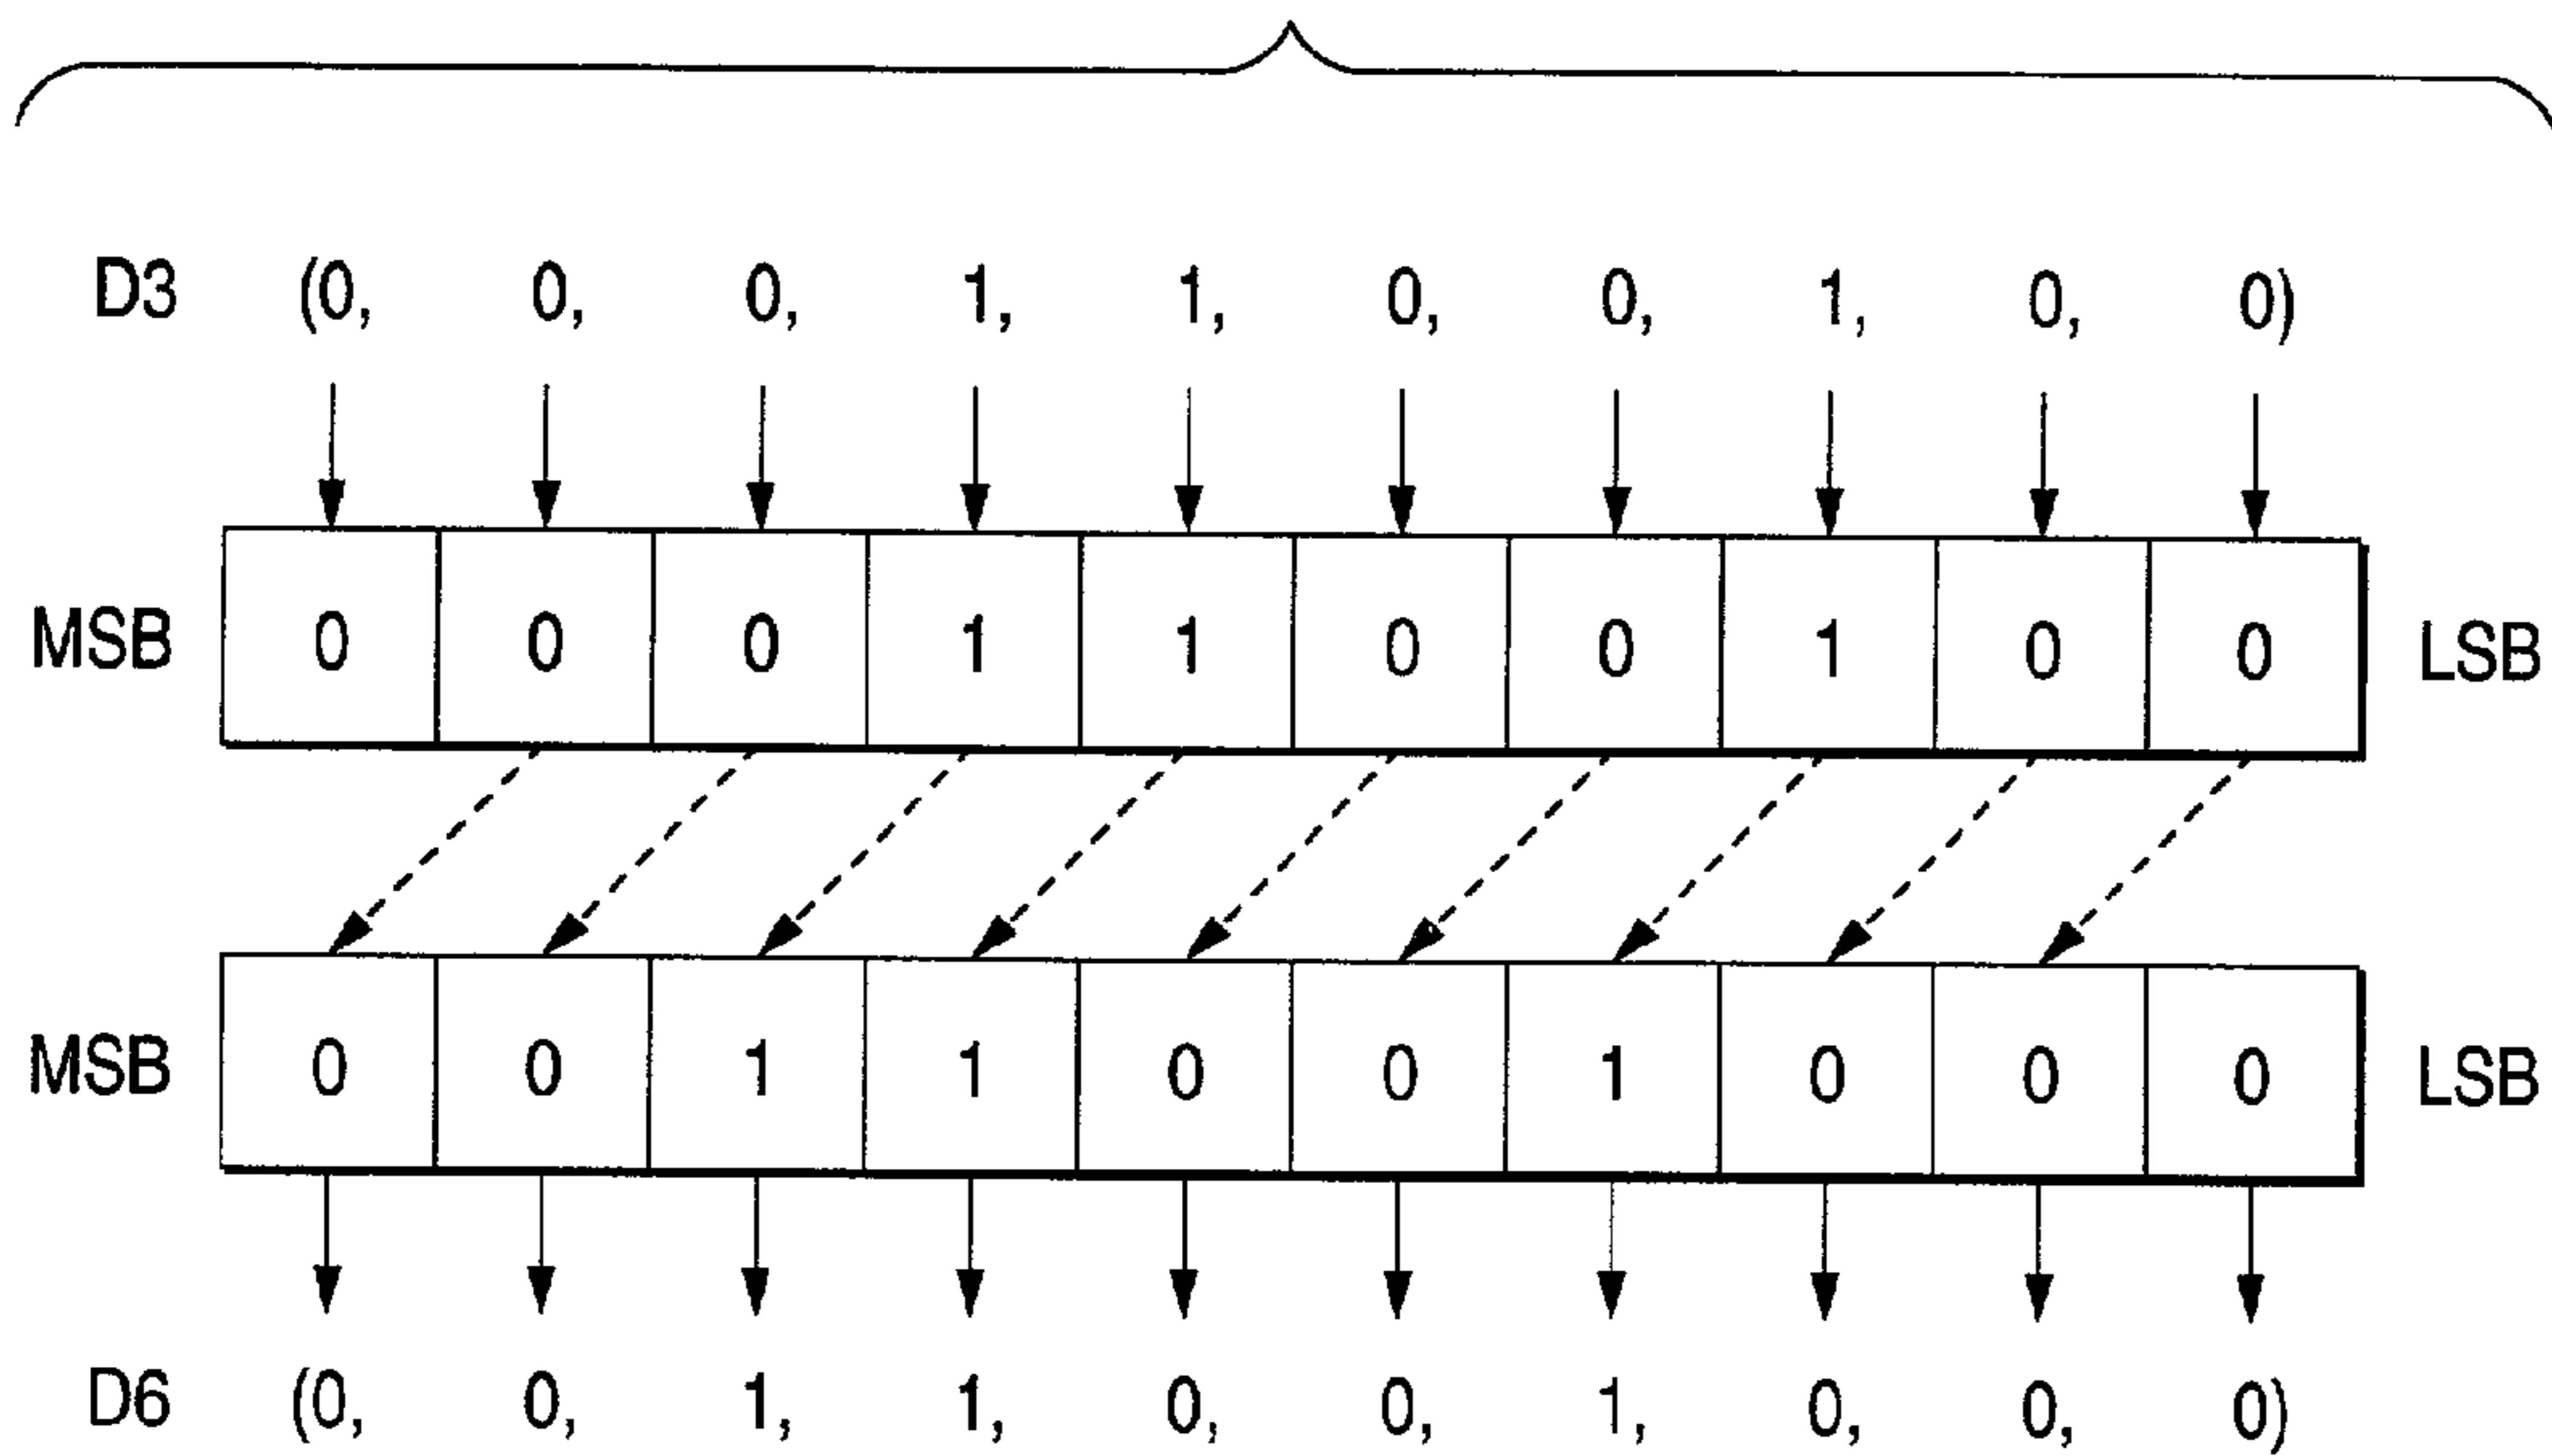 D3 (0, 0, 0, 1, 1, 0, 0, 1, 0, 0)
MSB 0 0 0 1 1 0 0 1 0 0 LSB
MSB 0 0 1 1 0 0 1 0 0 0 LSB
D6 (0, 0, 1, 1, 0, 0, 1, 0, 0, 0)